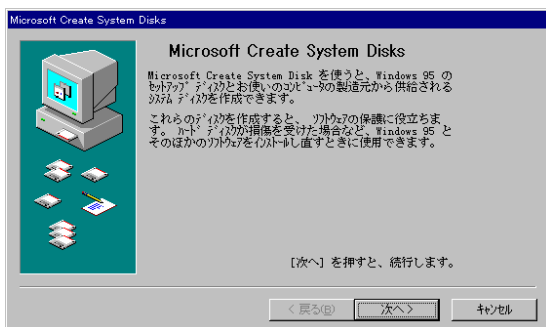 Microsoft Create System Disks
Microsoft Create System Disks
Microsoft Create System Disk を使うと、Windows 95 の
ｾｯﾄｱｯﾌﾟ ﾃﾞｨｽｸとお使いのｺﾝﾋﾟｭｰﾀの製造元から供給される
ｼｽﾃﾑ ﾃﾞｨｽｸを作成できます。
これらのﾃﾞｨｽｸを作成すると、 ｿﾌﾄｳｪｱの保護に役立ちま
す。 ﾊｰﾄﾞ ﾃﾞｨｽｸが損傷を受けた場合など、Windows 95 と
そのほかのｿﾌﾄｳｪｱをｲﾝｽﾄｰﾙし直すときに使用できます。
[次へ] を押すと、続行します。
< 戻る(B)
次へ >
ｷｬﾝｾﾙ